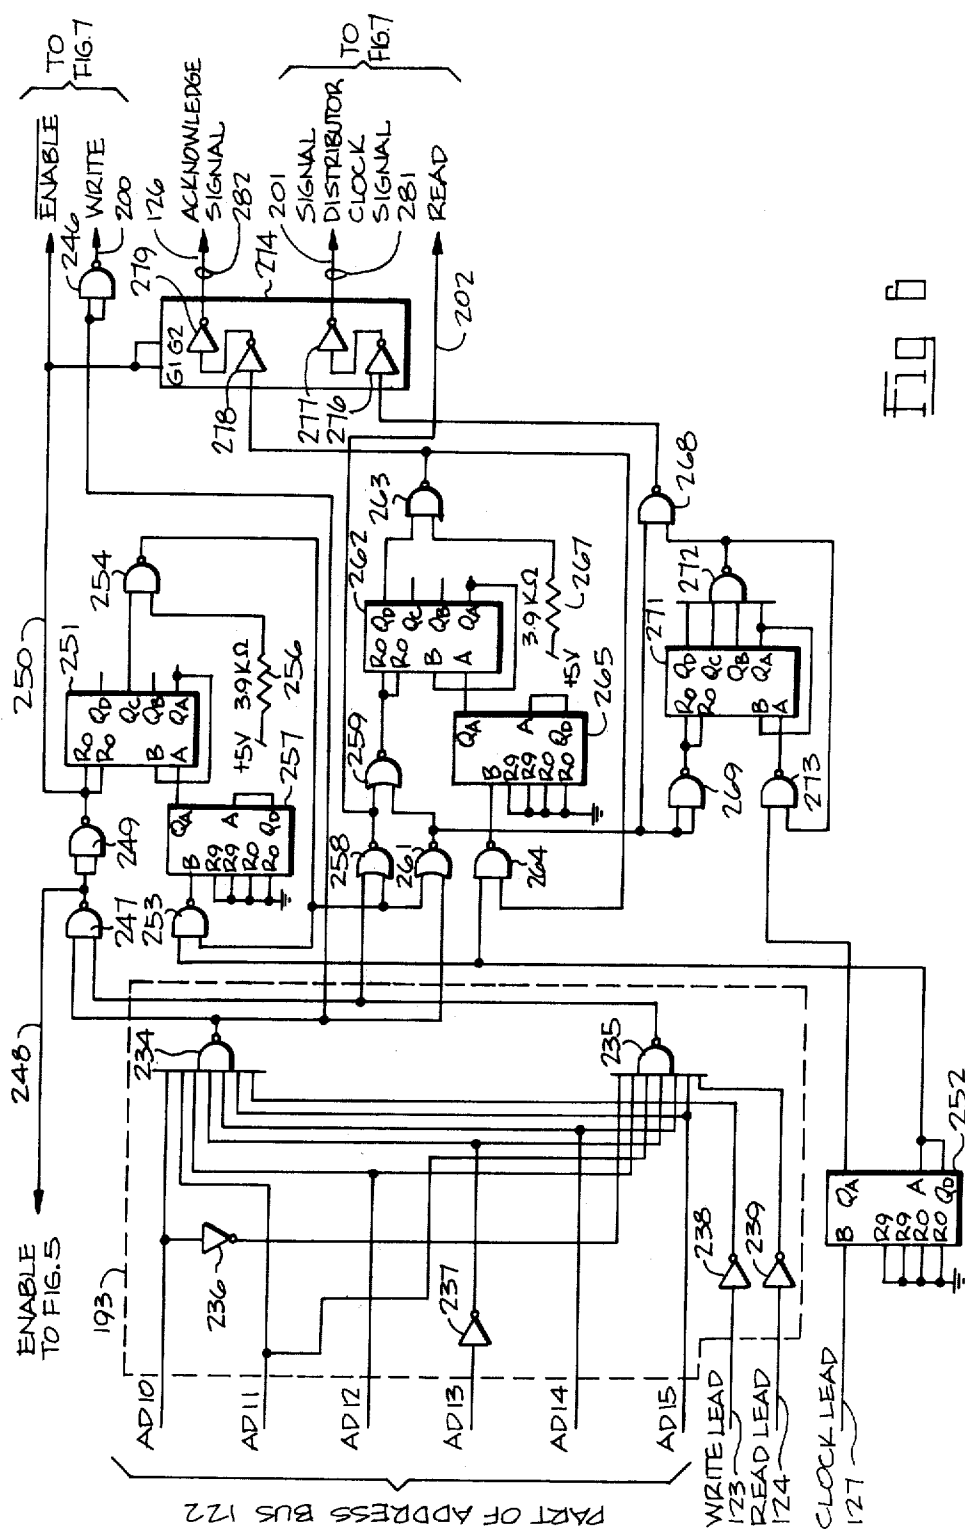 ENABLE
TO FIG. 5
248
250
ENABLE
TO
FIG.7
WRITE
200
246
126
ACKNOWLEDGE
SIGNAL
282
279
G1 G2
274
201
SIGNAL
DISTRIBUTOR
CLOCK
SIGNAL
281
TO
FIG.7
READ
202
278
277
276
193
247
249
253
251
R0 QD
R0 QC
QB
B QA
A
254
+5V 3.9KΩ
256
257
QA
B
R9 A
R9
R0
R0 QD
258
259
261
262
R0 QD
R0 QC
B QB
A QA
263
3.9KΩ
+5V
267
264
265
QA
B
R9 A
R9
R0
R0 QD
268
269
271
R0 QD
R0 QC
QB
B QA
A
272
273
234
235
236
237
238
239
AD10
AD11
AD12
AD13
AD14
AD15
PART OF ADDRESS BUS 122
WRITE LEAD
123
READ LEAD
124
CLOCK LEAD
127
B QA
R9
R9 A
R0
R0 QD
252
FIG 8